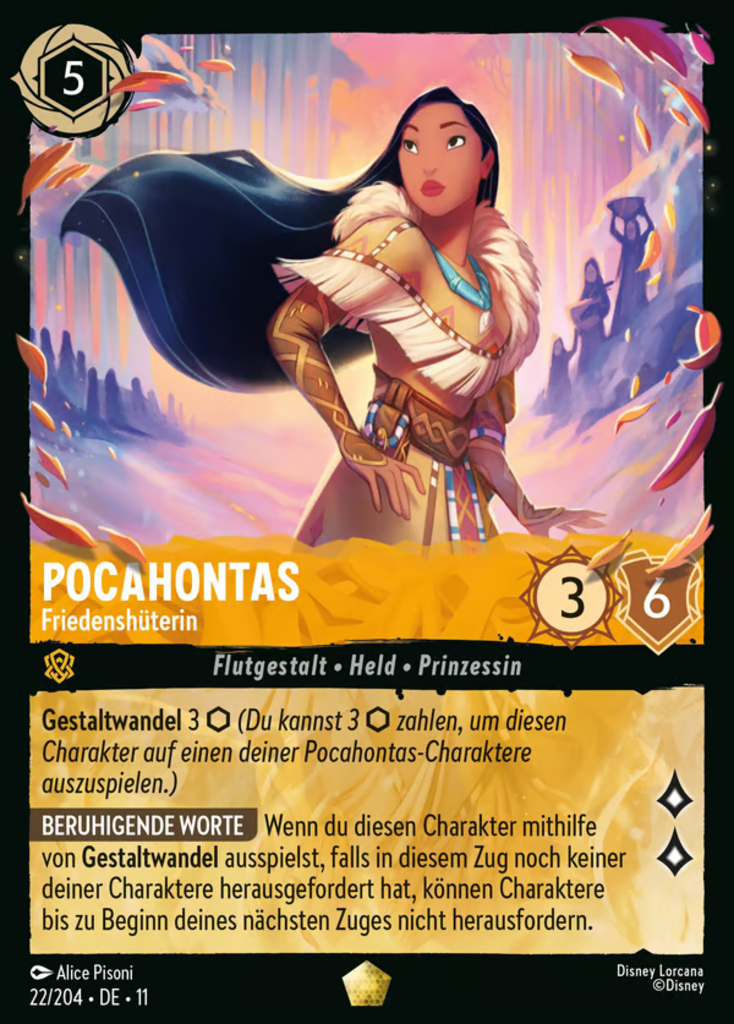 5
POCAHONTAS
Friedenshüterin
3
6
Flutgestalt • Held • Prinzessin
Gestaltwandel 3 ⬡ (Du kannst 3 ⬡ zahlen, um diesen
Charakter auf einen deiner Pocahontas-Charaktere
auszuspielen.)
BERUHIGENDE WORTE Wenn du diesen Charakter mithilfe
von Gestaltwandel ausspielst, falls in diesem Zug noch keiner
deiner Charaktere herausgefordert hat, können Charaktere
bis zu Beginn deines nächsten Zuges nicht herausfordern.
Alice Pisoni
22/204 • DE • 11
Disney Lorcana
©Disney